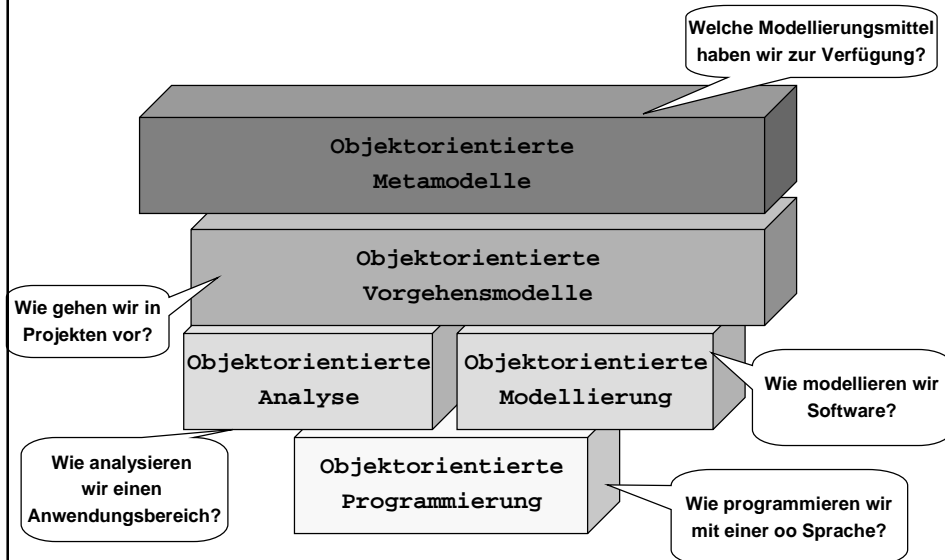 Welche Modellierungsmittel
haben wir zur Verfügung?
Objektorientierte
Metamodelle
Objektorientierte
Vorgehensmodelle
Wie gehen wir in
Projekten vor?
Objektorientierte
Analyse
Objektorientierte
Modellierung
Wie modellieren wir
Software?
Wie analysieren
wir einen
Anwendungsbereich?
Objektorientierte
Programmierung
Wie programmieren wir
mit einer oo Sprache?